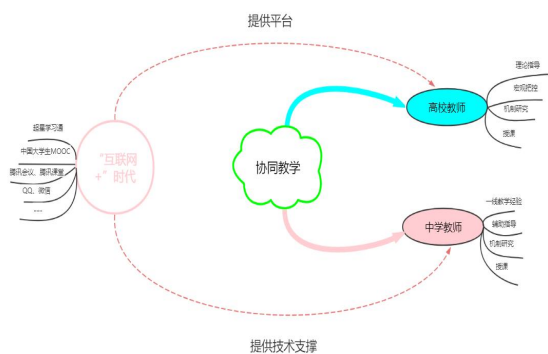 提供平台
理论指导
宏观把控
高校教师
机制研究
授课
超星学习通
中国大学生MOOC
腾讯会议、腾讯课堂
QQ、微信
......
“互联网
+”时代
协同教学
一线教学经验
中学教师
辅助指导
机制研究
授课
提供技术支撑